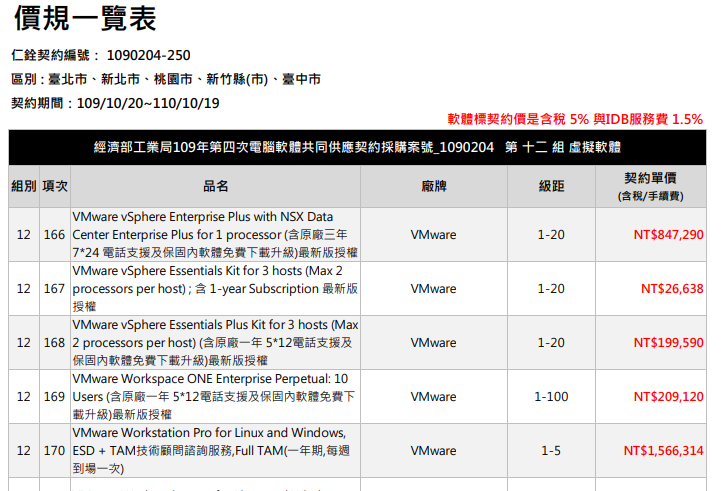 價規一覽表
仁銓契約編號： 1090204-250
區別 : 臺北市、新北市、桃園市、新竹縣(市)、臺中市
契約期間：109/10/20~110/10/19
軟體標契約價是含稅 5% 與IDB服務費 1.5%
經濟部工業局109年第四次電腦軟體共同供應契約採購案號_1090204 第 十二 組 虛擬軟體
組別 項次 品名 廠牌 級距 契約單價
(含稅/手續費)
VMware vSphere Enterprise Plus with NSX Data
12 166 Center Enterprise Plus for 1 processor (含原廠三年 VMware 1-20 NT$847,290
7*24 電話支援及保固內軟體免費下載升級)最新版授權
VMware vSphere Essentials Kit for 3 hosts (Max 2
12 167 processors per host) ; 含 1-year Subscription 最新版 VMware 1-20 NT$26,638
授權
VMware vSphere Essentials Plus Kit for 3 hosts (Max
12 168 2 processors per host) (含原廠一年 5*12電話支援及 VMware 1-20 NT$199,590
保固內軟體免費下載升級)最新版授權
VMware Workspace ONE Enterprise Perpetual: 10
12 169 Users (含原廠一年 5*12電話支援及保固內軟體免費下 VMware 1-100 NT$209,120
載升級)最新版授權
VMware Workstation Pro for Linux and Windows,
12 170 ESD + TAM技術顧問諮詢服務,Full TAM(一年期,每週 VMware 1-5 NT$1,566,314
到場一次)